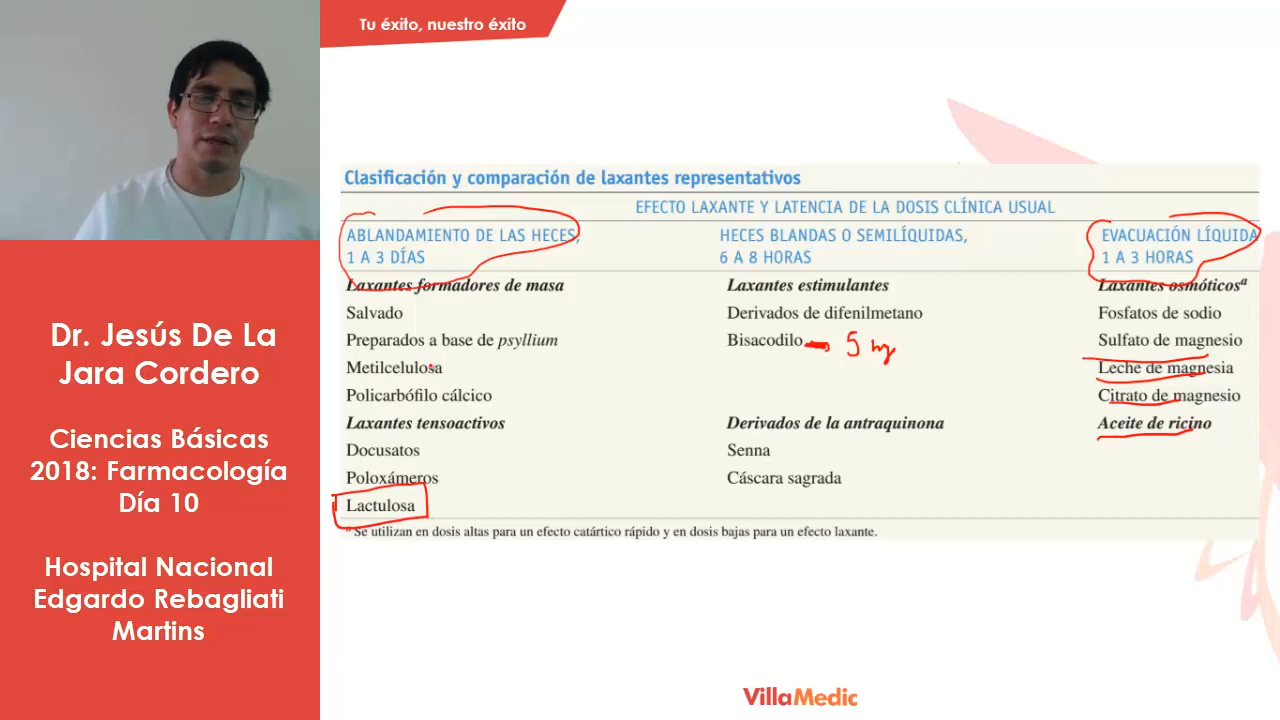 Tu éxito, nuestro éxito
Clasificación y comparación de laxantes representativos
EFECTO LAXANTE Y LATENCIA DE LA DOSIS CLÍNICA USUAL
ABLANDAMIENTO DE LAS HECES,
1 A 3 DÍAS
Laxantes formadores de masa
Salvado
Preparados a base de psyllium
Metilcelulosa
Policarbófilo cálcico
Laxantes tensoactivos
Docusatos
Poloxámeros
Lactulosa
HECES BLANDAS O SEMILÍQUIDAS,
6 A 8 HORAS
Laxantes estimulantes
Derivados de difenilmetano
Bisacodilo 5 mg
Derivados de la antraquinona
Senna
Cáscara sagrada
EVACUACIÓN LÍQUIDA
1 A 3 HORAS
Laxantes osmóticosª
Fosfatos de sodio
Sulfato de magnesio
Leche de magnesia
Citrato de magnesio
Aceite de ricino
ª Se utilizan en dosis altas para un efecto catártico rápido y en dosis bajas para un efecto laxante.
Dr. Jesús De La
Jara Cordero
Ciencias Básicas
2018: Farmacología
Día 10
Hospital Nacional
Edgardo Rebagliati
Martins
VillaMedic